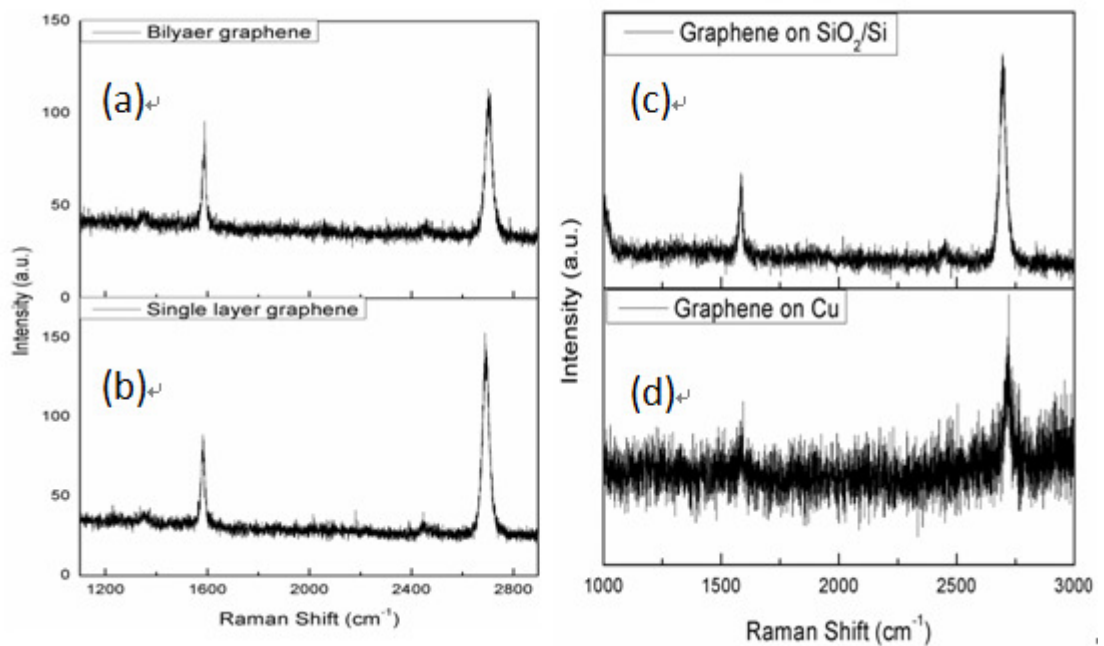 150
Bilyaer graphene
(a)↵
100
50
0
Single layer graphene
150
(b)↵
100
50
0
1200 1600 2000 2400 2800
Raman Shift (cm⁻¹)
Intensity (a.u.)
Graphene on SiO₂/Si
(c)↵
Graphene on Cu
(d)↵
1000 1500 2000 2500 3000
Raman Shift (cm⁻¹)
Intensity (a.u.)